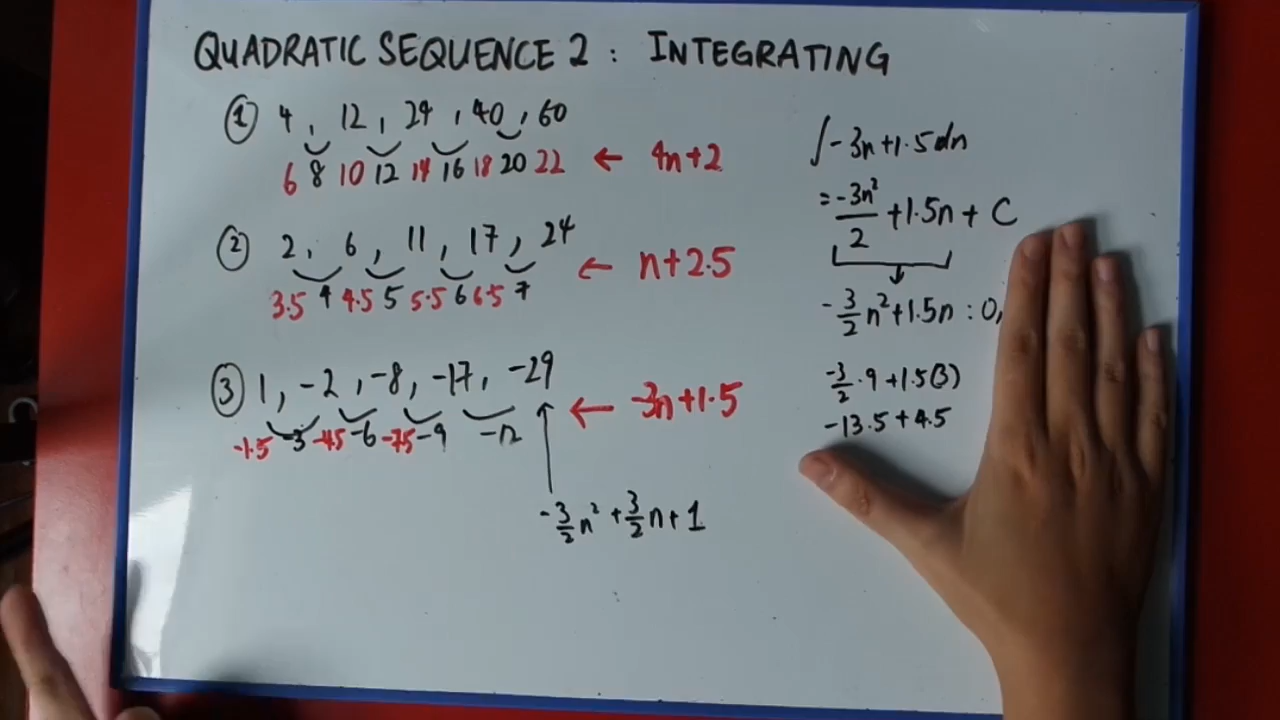 QUADRATIC SEQUENCE 2 : INTEGRATING
① 4, 12, 24, 40, 60
6 8 10 12 14 16 18 20 22 ← 4n+2
② 2, 6, 11, 17, 24
3.5 4 4.5 5 5.5 6 6.5 7 ← n+2.5
③ 1, -2, -8, -17, -29
-1.5 -3 -4.5 -6 -7.5 -9 -12 ← -3n+1.5
-3/2 n² + 3/2 n + 1
∫-3n+1.5 dn
= -3n²/2 + 1.5n + C
-3/2 n² + 1.5n : 0,
-3/2 · 9 + 1.5(3)
-13.5 + 4.5